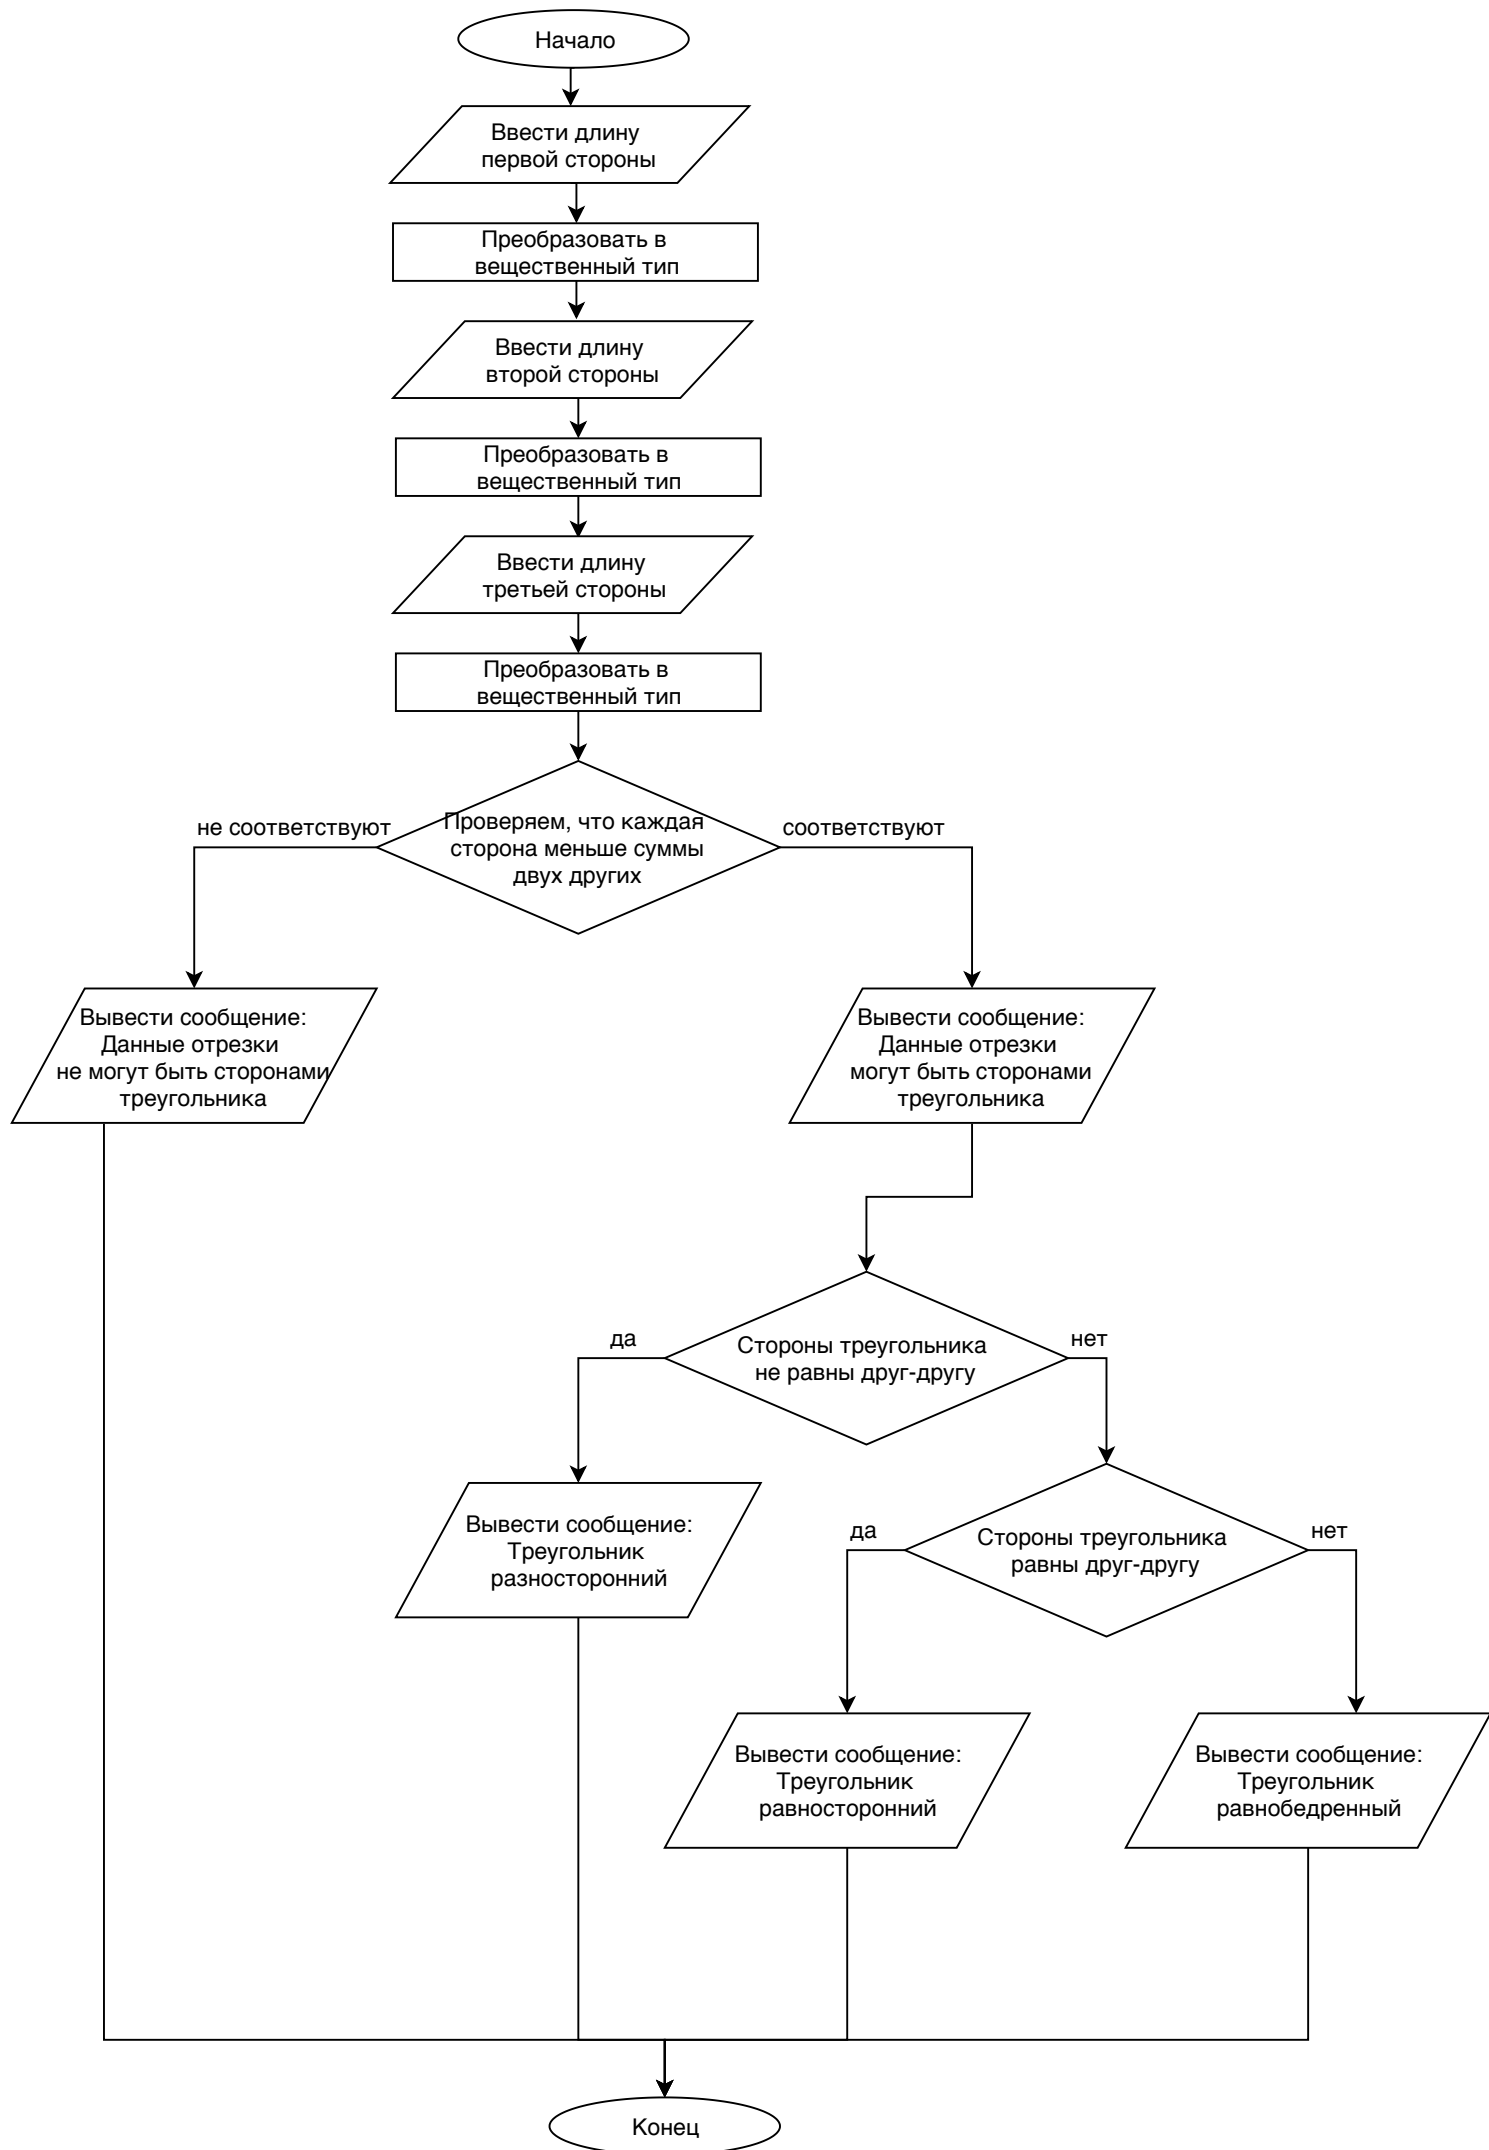 Начало
Ввести длину
первой стороны
Преобразовать в
вещественный тип
Ввести длину
второй стороны
Преобразовать в
вещественный тип
Ввести длину
третьей стороны
Преобразовать в
вещественный тип
не соответствуют
Проверяем, что каждая
сторона меньше суммы
двух других
соответствуют
Вывести сообщение:
Данные отрезки
не могут быть сторонами
треугольника
Вывести сообщение:
Данные отрезки
могут быть сторонами
треугольника
да
Стороны треугольника
не равны друг-другу
нет
Вывести сообщение:
Треугольник
разносторонний
да
Стороны треугольника
равны друг-другу
нет
Вывести сообщение:
Треугольник
равносторонний
Вывести сообщение:
Треугольник
равнобедренный
Конец